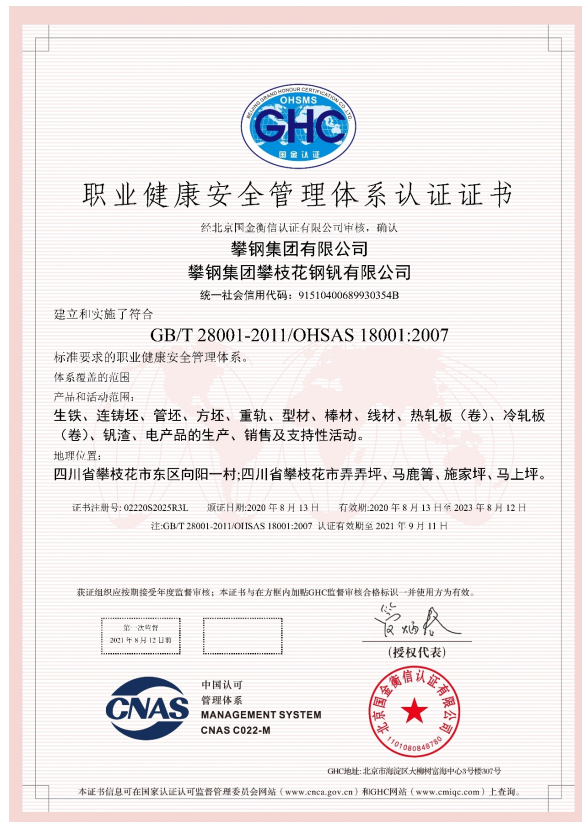 BEIJING GRAND HONOUR CERTIFICATION CO.,LTD
OHSMS
GHC
国金认证
职业健康安全管理体系认证证书
经北京国金衡信认证有限公司审核，确认
攀钢集团有限公司
攀钢集团攀枝花钢钒有限公司
统一社会信用代码：91510400689930354B
建立和实施了符合
GB/T 28001-2011/OHSAS 18001:2007
标准要求的职业健康安全管理体系。
体系覆盖的范围
产品和活动范围：
生铁、连铸坯、管坯、方坯、重轨、型材、棒材、线材、热轧板（卷）、冷轧板
（卷）、钒渣、电产品的生产、销售及支持性活动。
地理位置：
四川省攀枝花市东区向阳一村;四川省攀枝花市弄弄坪、马鹿箐、施家坪、马上坪。
证书注册号: 02220S2025R3L 颁证日期:2020 年 8 月 13 日 有效期:2020 年 8 月 13 日至 2023 年 8 月 12 日
注:GB/T 28001-2011/OHSAS 18001:2007 认证有效期至 2021 年 9 月 11 日
获证组织应按期接受年度监督审核；本证书与在方框内加贴GHC监督审核合格标识一并使用方为有效。
第一次监督
2021 年 8 月 12 日前
(授权代表)
CNAS
中国认可
管理体系
MANAGEMENT SYSTEM
CNAS C022-M
北京国金衡信认证有限公司
1101080848780
GHC地址: 北京市海淀区大柳树富海中心3号楼307号
本证书信息可在国家认证认可监督管理委员会网站（www.cnca.gov.cn）和GHC网站（www.cmiqc.com）上查询。